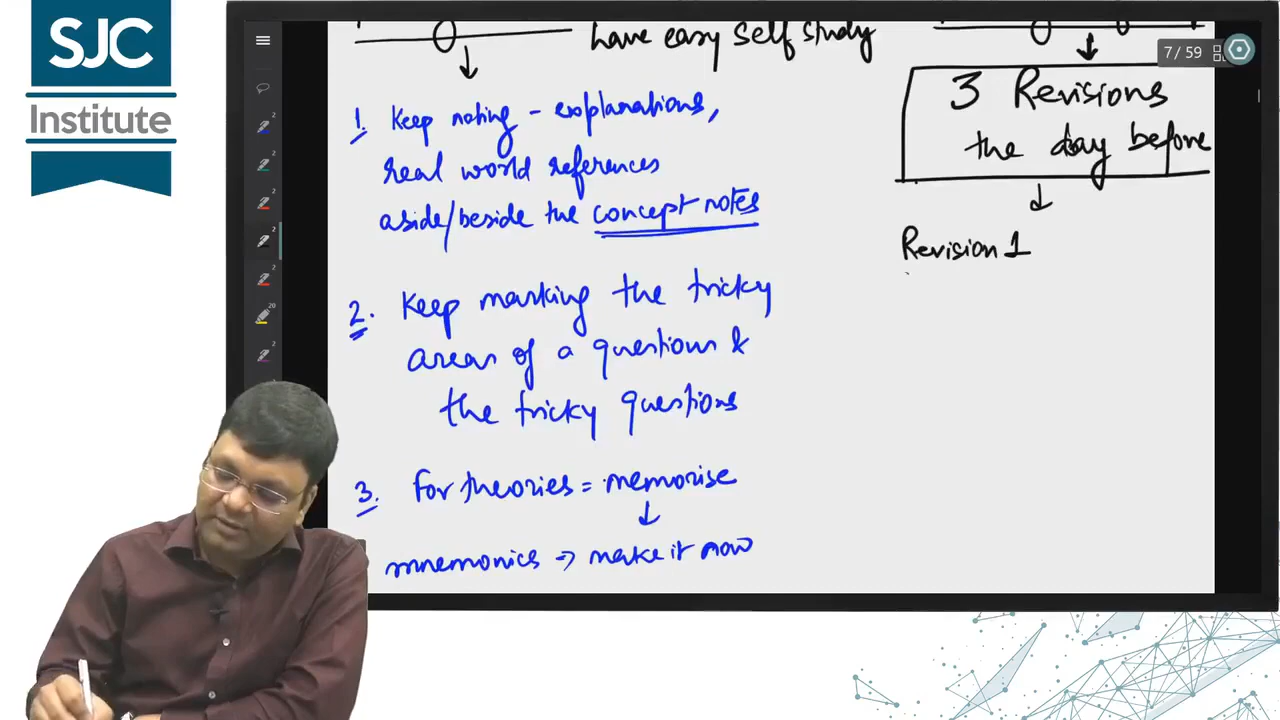 SJC
Institute
have easy self study
7 / 59
1. Keep noting - explanations,
real world references
aside/beside the concept notes
2. Keep marking the tricky
areas of a questions &
the tricky questions
3. For theories = memorise
↓
mnemonics → make it now
3 Revisions
the day before
↓
Revision 1